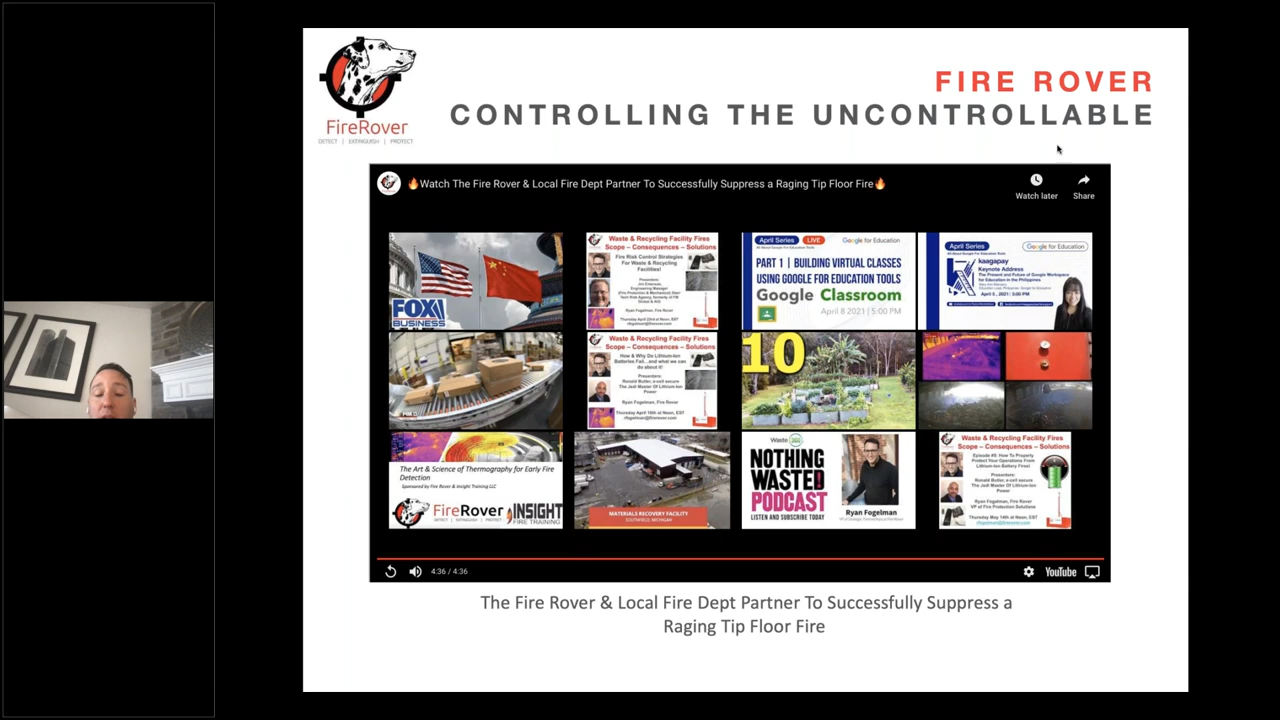 FIRE ROVER
CONTROLLING THE UNCONTROLLABLE
FireRover
DETECT | EXTINGUISH | PROTECT
🔥Watch The Fire Rover & Local Fire Dept Partner To Successfully Suppress a Raging Tip Floor Fire🔥
Watch later
Share
FOX
BUSINESS
Waste & Recycling Facility Fires
Scope – Consequences – Solutions
Fire Risk Control Strategies
For Waste & Recycling
Facilities!
Presenters:
Ryan Fogelman, Fire Rover
Thursday April 23rd at Noon, EST
rfogelman@firerover.com
April Series LIVE
Google for Education
PART 1 | BUILDING VIRTUAL CLASSES
USING GOOGLE FOR EDUCATION TOOLS
Google Classroom
April 8 2021 | 5:00 PM
April Series
Google for Education
kaagapay
Keynote Address
The Present and Future of Google Workspace
for Education in the Philippines
April 5, 2021 | 5:00 PM
Waste & Recycling Facility Fires
Scope – Consequences – Solutions
How & Why Do Lithium-Ion
Batteries Fail...and what we can
do about it!
Presenters:
Ronald Butler, e-cell secure
The Jedi Master Of Lithium-Ion
Power
Ryan Fogelman, Fire Rover
Thursday April 16th at Noon, EST
rfogelman@firerover.com
10
The Art & Science of Thermography for Early Fire
Detection
Sponsored by Fire Rover & Insight Training LLC
FireRover
DETECT | EXTINGUISH | PROTECT
INSIGHT
FIRE TRAINING
MATERIALS RECOVERY FACILITY
SOUTHFIELD, MICHIGAN
Waste 360
NOTHING
WASTED
PODCAST
LISTEN AND SUBSCRIBE TODAY
Ryan Fogelman
Waste & Recycling Facility Fires
Scope – Consequences – Solutions
Episode #5: How To Properly
Protect Your Operations From
Lithium-Ion Battery Fires!
Presenters:
Ronald Butler, e-cell secure
The Jedi Master Of Lithium-Ion
Power
Ryan Fogelman, Fire Rover
VP of Fire Protection Solutions
Thursday May 14th at Noon, EST
rfogelman@firerover.com
4:36 / 4:36
YouTube
The Fire Rover & Local Fire Dept Partner To Successfully Suppress a
Raging Tip Floor Fire